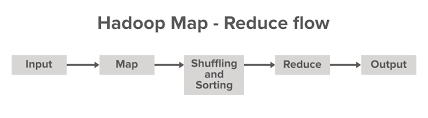 Hadoop Map - Reduce flow
Input
Map
Shuffling
and
Sorting
Reduce
Output